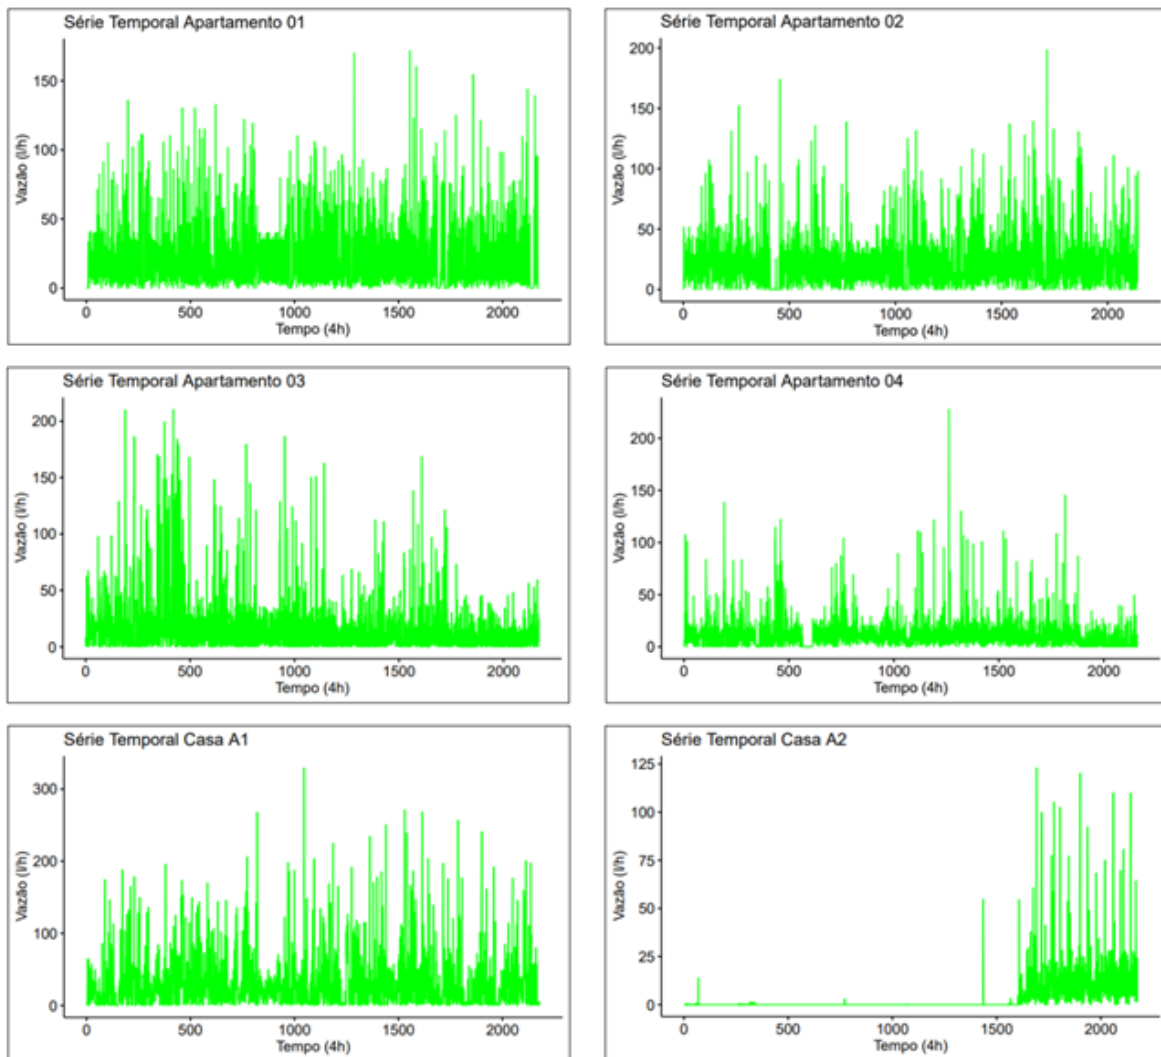 Série Temporal Apartamento 01
Vazão (l/h)
150
100
50
0
0 500 1000 1500 2000
Tempo (4h)
Série Temporal Apartamento 02
Vazão (l/h)
200
150
100
50
0
0 500 1000 1500 2000
Tempo (4h)
Série Temporal Apartamento 03
Vazão (l/h)
200
150
100
50
0
0 500 1000 1500 2000
Tempo (4h)
Série Temporal Apartamento 04
Vazão (l/h)
200
150
100
50
0
0 500 1000 1500 2000
Tempo (4h)
Série Temporal Casa A1
Vazão (l/h)
300
200
100
0
0 500 1000 1500 2000
Tempo (4h)
Série Temporal Casa A2
Vazão (l/h)
125
100
75
50
25
0
0 500 1000 1500 2000
Tempo (4h)